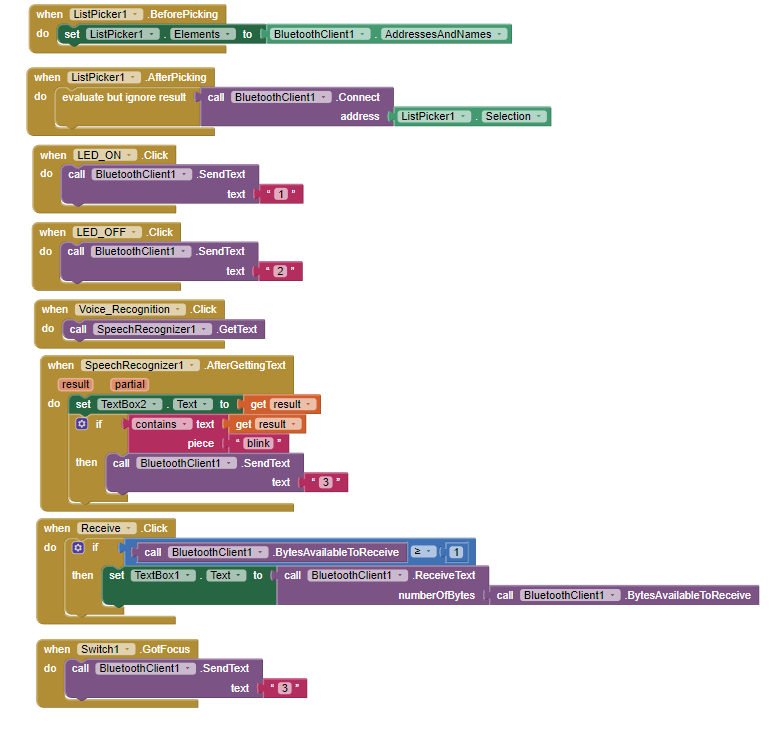 when ListPicker1 .BeforePicking
do set ListPicker1 . Elements to BluetoothClient1 . AddressesAndNames
when ListPicker1 .AfterPicking
do evaluate but ignore result call BluetoothClient1 .Connect
address ListPicker1 . Selection
when LED_ON .Click
do call BluetoothClient1 .SendText
text " 1 "
when LED_OFF .Click
do call BluetoothClient1 .SendText
text " 2 "
when Voice_Recognition .Click
do call SpeechRecognizer1 .GetText
when SpeechRecognizer1 .AfterGettingText
result partial
do set TextBox2 . Text to get result
if contains text get result
piece " blink "
then call BluetoothClient1 .SendText
text " 3 "
when Receive .Click
do if call BluetoothClient1 .BytesAvailableToReceive ≥ 1
then set TextBox1 . Text to call BluetoothClient1 .ReceiveText
numberOfBytes call BluetoothClient1 .BytesAvailableToReceive
when Switch1 .GotFocus
do call BluetoothClient1 .SendText
text " 3 "